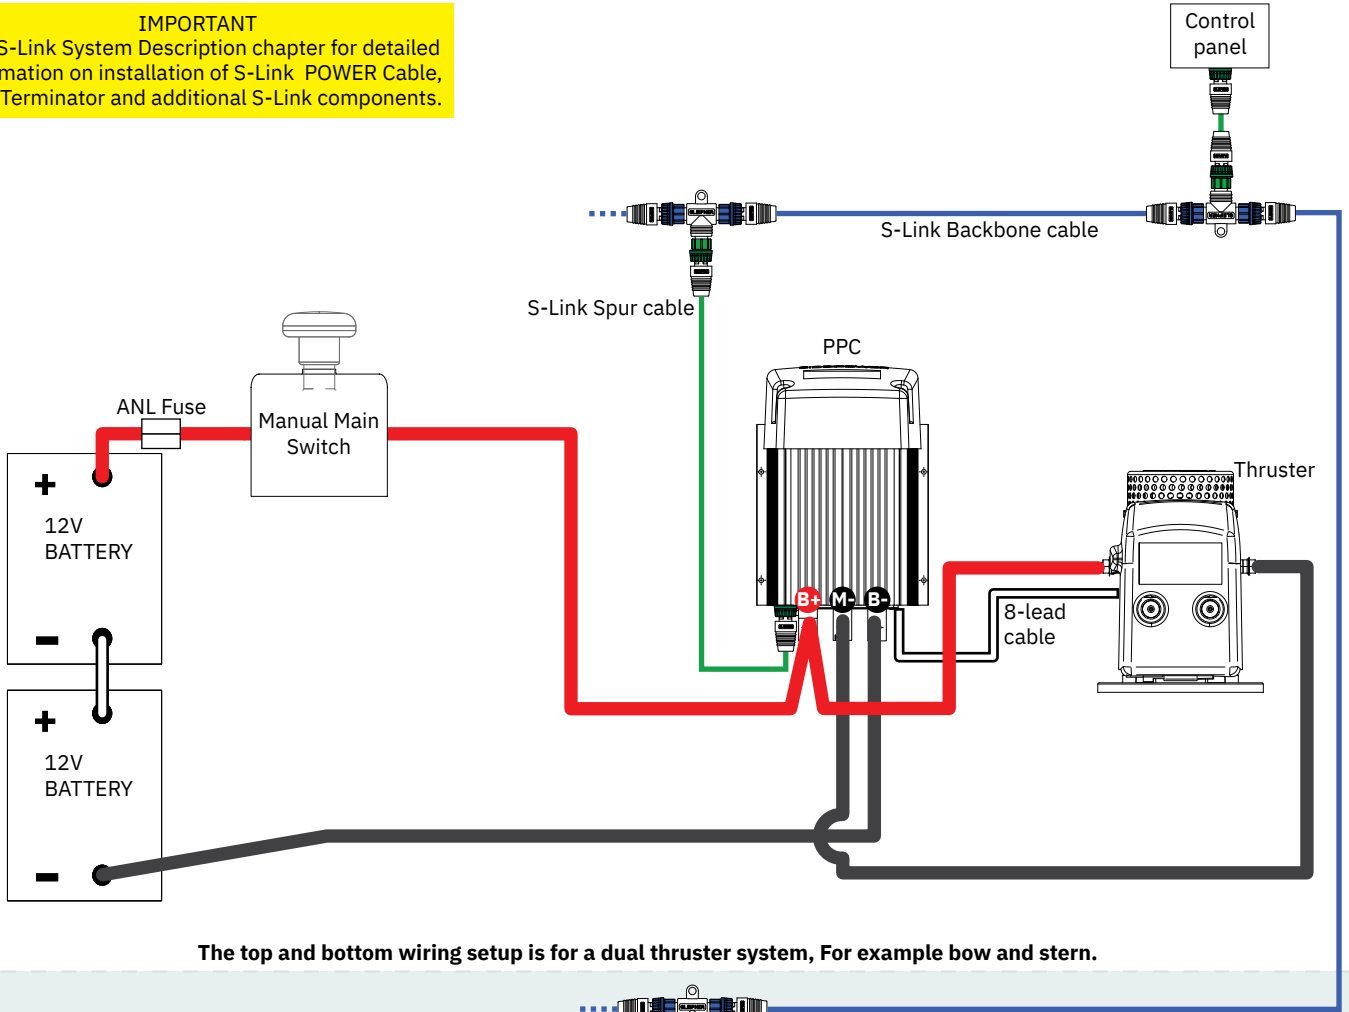 IMPORTANT
S-Link System Description chapter for detailed
mation on installation of S-Link POWER Cable,
Terminator and additional S-Link components.
Control
panel
S-Link Backbone cable
S-Link Spur cable
PPC
ANL Fuse
Manual Main
Switch
Thruster
+
12V
BATTERY
-
B+
M-
B-
8-lead
cable
+
12V
BATTERY
-
The top and bottom wiring setup is for a dual thruster system, For example bow and stern.